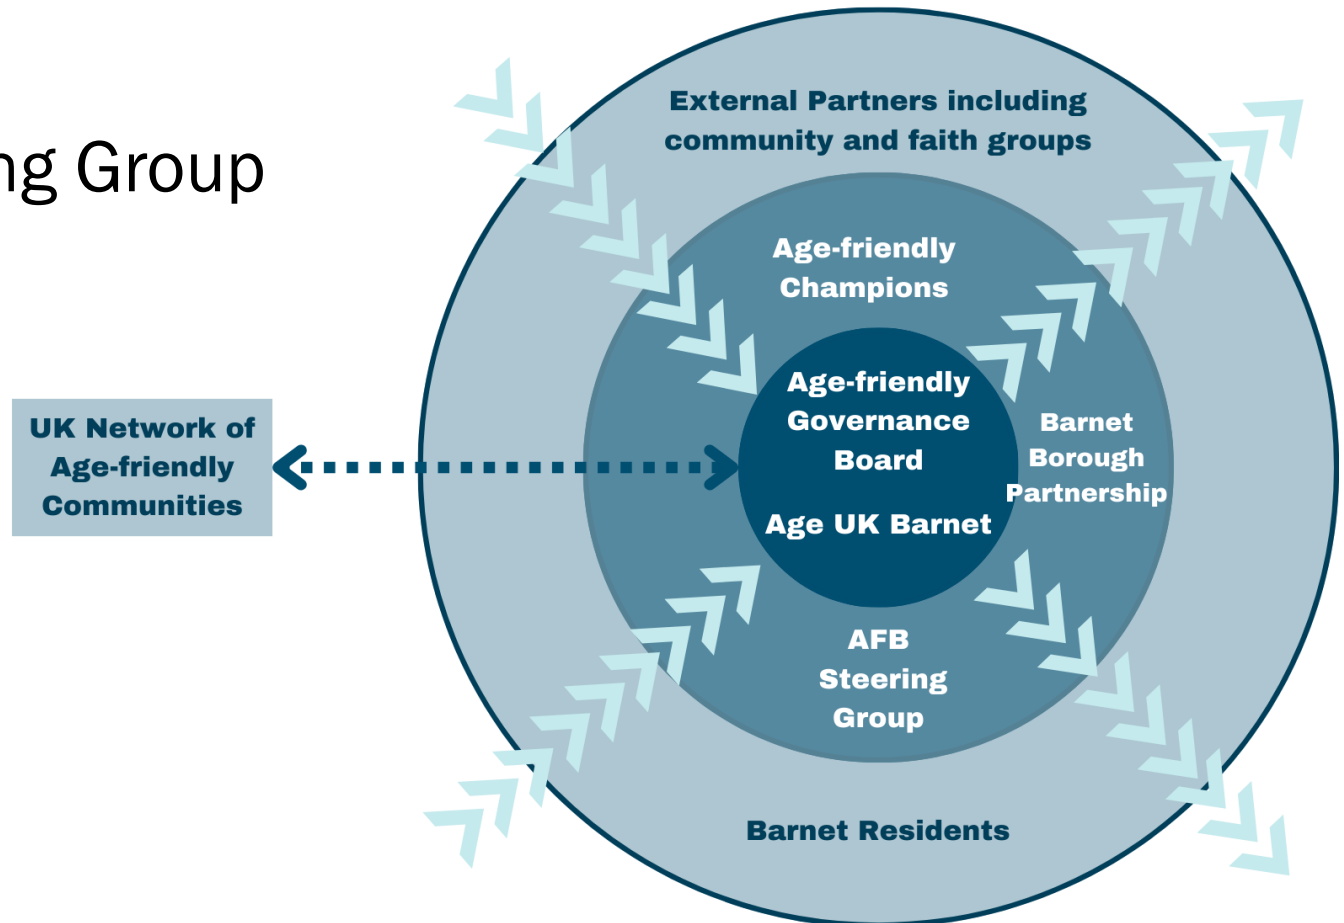 ng Group
External Partners including
community and faith groups
Age-friendly
Champions
Age-friendly
Governance
Board
Age UK Barnet
Barnet
Borough
Partnership
UK Network of
Age-friendly
Communities
AFB
Steering
Group
Barnet Residents